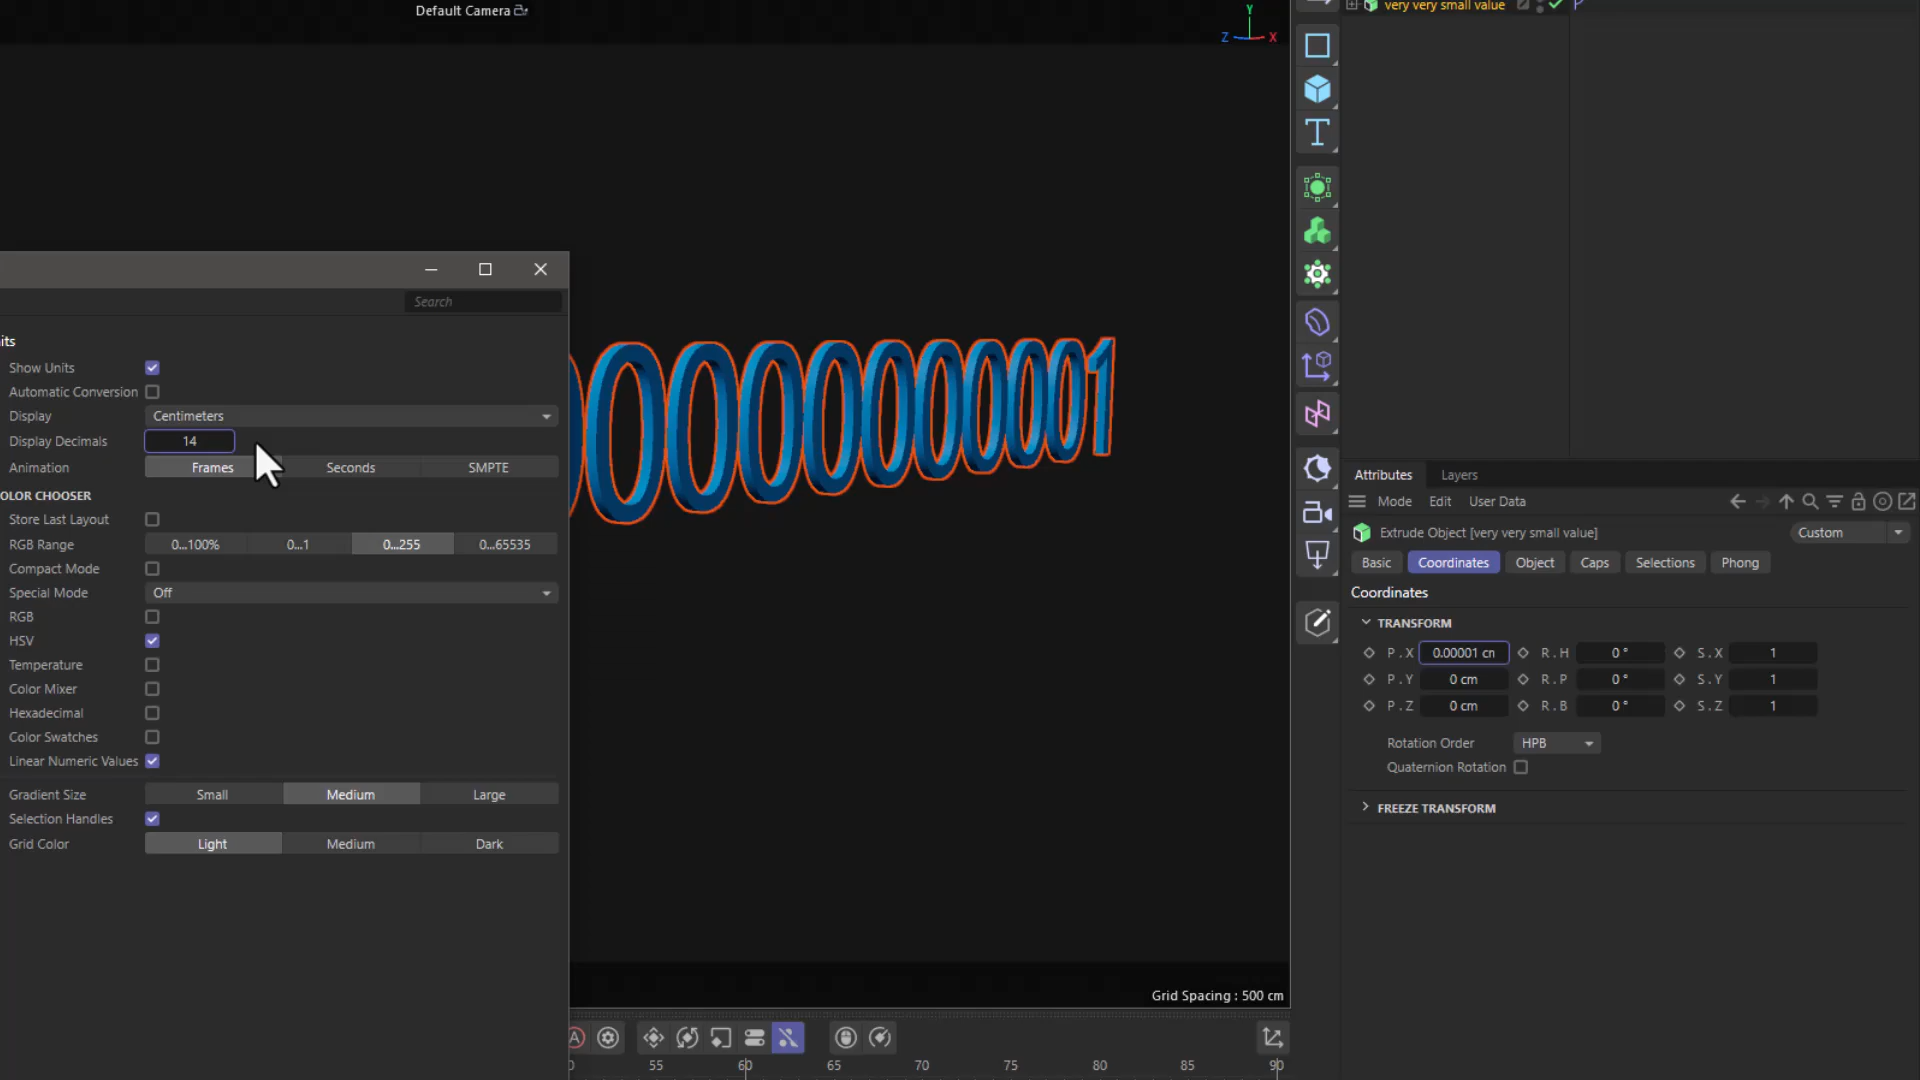 Default Camera
Y
Z
X
very very small value
Search
its
Show Units
Automatic Conversion
Display Centimeters
Display Decimals 14
Animation Frames Seconds SMPTE
OLOR CHOOSER
Store Last Layout
RGB Range 0...100% 0...1 0...255 0...65535
Compact Mode
Special Mode Off
RGB
HSV
Temperature
Color Mixer
Hexadecimal
Color Swatches
Linear Numeric Values
Gradient Size Small Medium Large
Selection Handles
Grid Color Light Medium Dark
0000000001
Grid Spacing : 500 cm
A
55 60 65 70 75 80 85 90
Attributes Layers
Mode Edit User Data
Extrude Object [very very small value] Custom
Basic Coordinates Object Caps Selections Phong
Coordinates
TRANSFORM
P . X 0.00001 cn R . H 0 ° S . X 1
P . Y 0 cm R . P 0 ° S . Y 1
P . Z 0 cm R . B 0 ° S . Z 1
Rotation Order HPB
Quaternion Rotation
FREEZE TRANSFORM